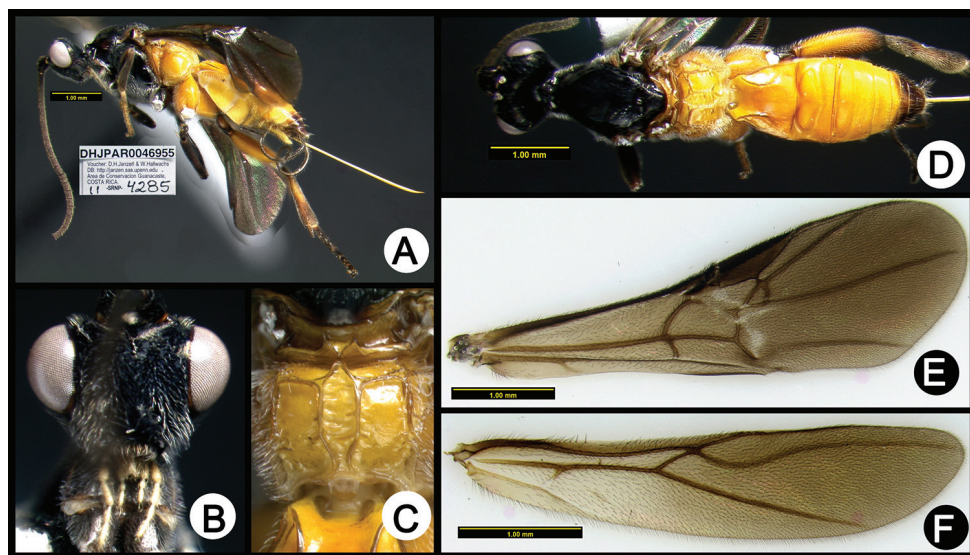 1.00 mm
DHJPAR0046955
Voucher: D.H.Janzen & W.Hallwachs
DB: http://janzen.sas.upenn.edu
Area de Conservacion Guanacaste,
COSTA RICA.
-SRNP- 4285
A
B
C
1.00 mm
D
1.00 mm
E
1.00 mm
F